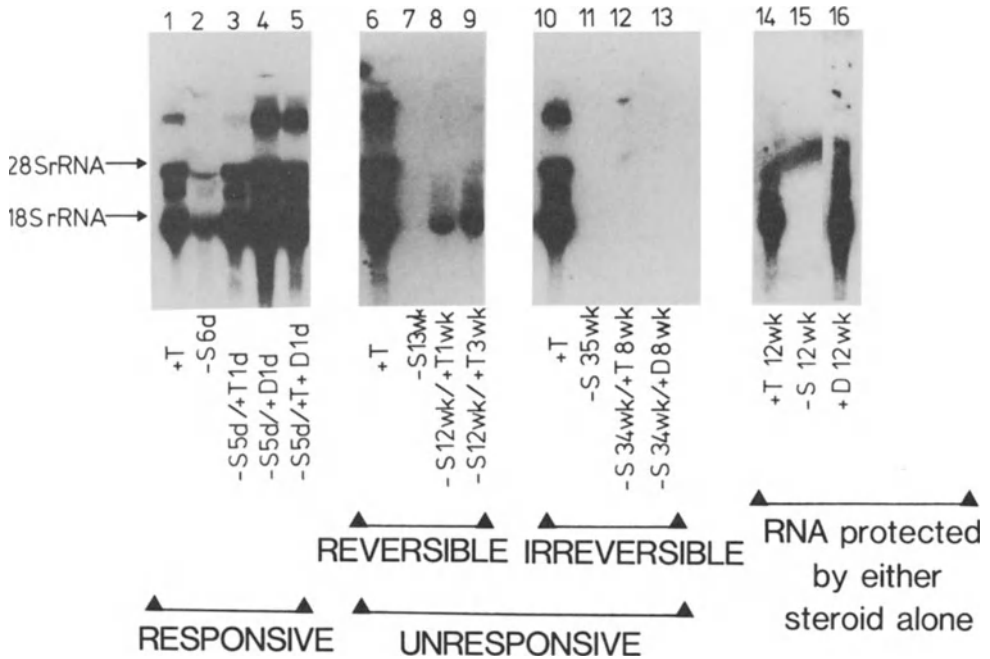 1 2 3 4 5 6 7 8 9 10 11 12 13 14 15 16
28SrRNA
18SrRNA
+T
-S6d
-S5d/+T1d
-S5d/+D1d
-S5d/+T+D1d
+T
-S13wk
-S12wk/+T1wk
-S12wk/+T3wk
+T
-S 35wk
-S 34wk/+T 8wk
-S 34wk/+D8wk
+T 12wk
-S 12wk
+D12wk
REVERSIBLE IRREVERSIBLE
RNA protected
by either
steroid alone
RESPONSIVE UNRESPONSIVE